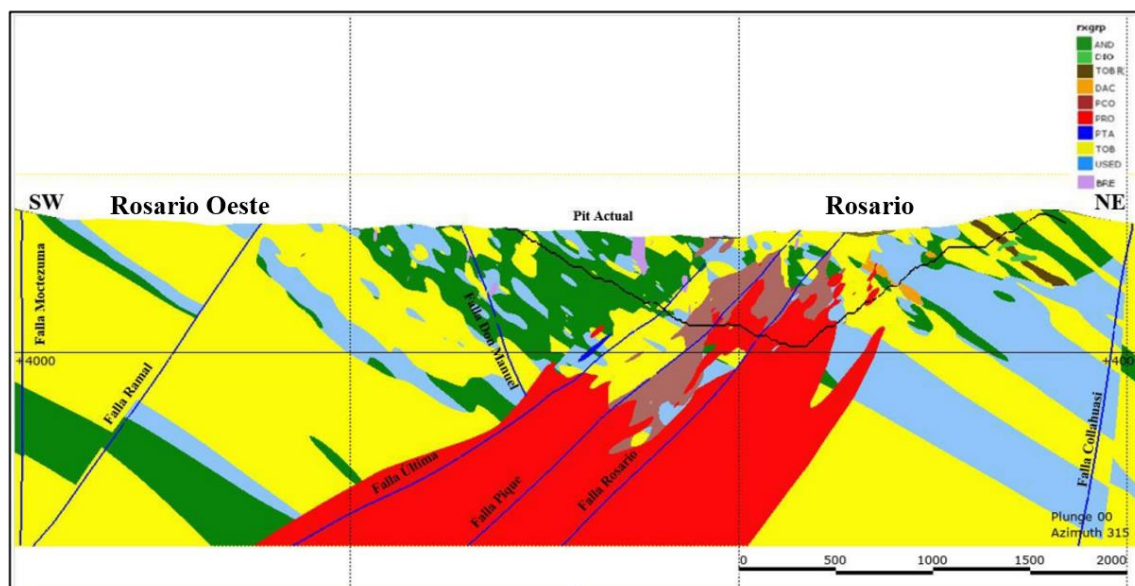 rxgrp
AND
DIO
TOBR
DAC
PCO
PRO
PTA
TOB
USED
BRE
SW
Rosario Oeste
Pit Actual
Rosario
NE
Falla Moctezuma
Falla Ramal
Falla Don Manuel
Falla Última
Falla Pique
Falla Rosario
Falla Collahuasi
+4000
+400
Plunge 00
Azimuth 315
0 500 1000 1500 2000